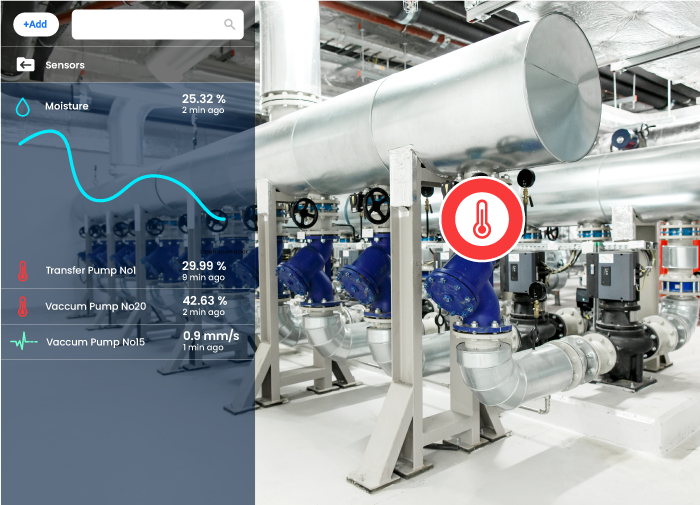 +Add
Sensors
Moisture
25.32 %
2 min ago
Transfer Pump No1
29.99 %
9 min ago
Vaccum Pump No20
42.63 %
2 min ago
Vaccum Pump No15
0.9 mm/s
1 min ago